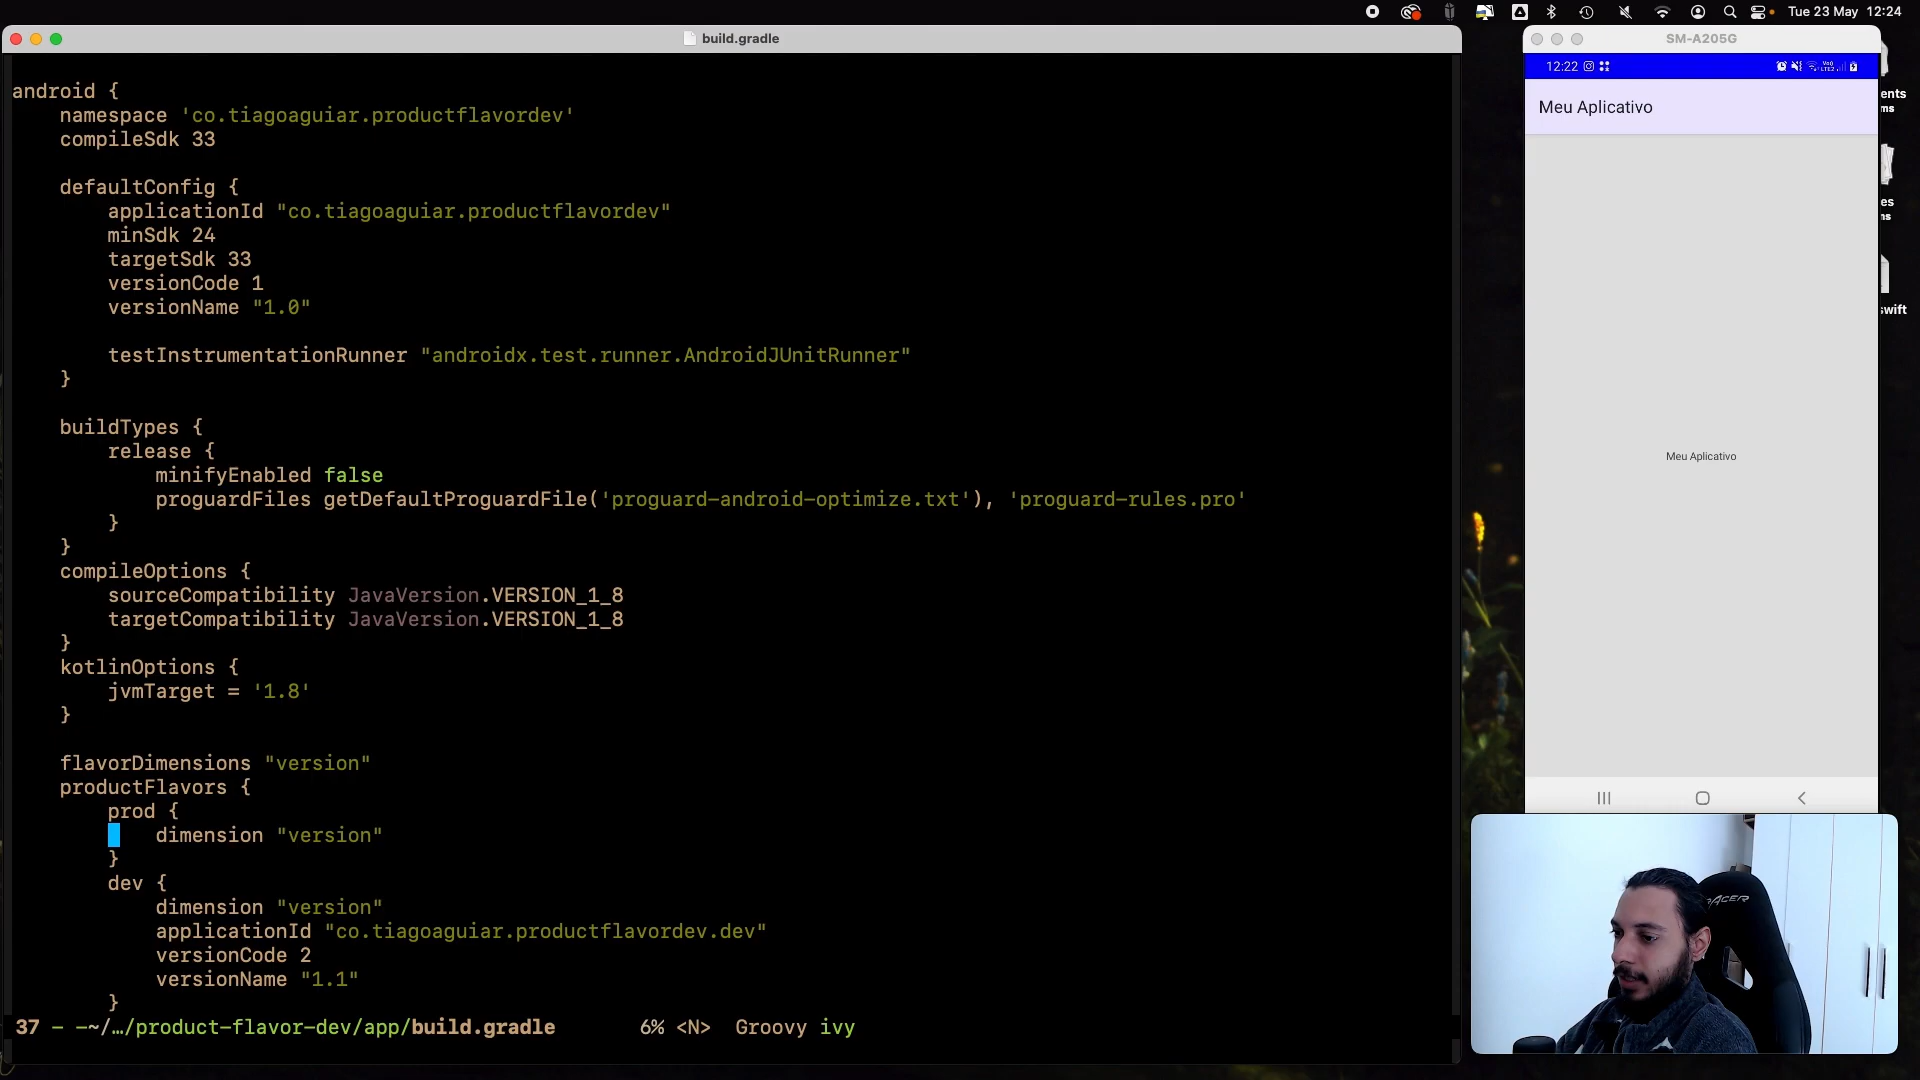 Tue 23 May 12:24
build.gradle
android {
namespace 'co.tiagoaguiar.productflavordev'
compileSdk 33
defaultConfig {
applicationId "co.tiagoaguiar.productflavordev"
minSdk 24
targetSdk 33
versionCode 1
versionName "1.0"
testInstrumentationRunner "androidx.test.runner.AndroidJUnitRunner"
}
buildTypes {
release {
minifyEnabled false
proguardFiles getDefaultProguardFile('proguard-android-optimize.txt'), 'proguard-rules.pro'
}
}
compileOptions {
sourceCompatibility JavaVersion.VERSION_1_8
targetCompatibility JavaVersion.VERSION_1_8
}
kotlinOptions {
jvmTarget = '1.8'
}
flavorDimensions "version"
productFlavors {
prod {
dimension "version"
}
dev {
dimension "version"
applicationId "co.tiagoaguiar.productflavordev.dev"
versionCode 2
versionName "1.1"
}
37 - -~/…/product-flavor-dev/app/build.gradle 6% <N> Groovy ivy
SM-A205G
12:22
Meu Aplicativo
Meu Aplicativo
ents
ms
es
ns
swift